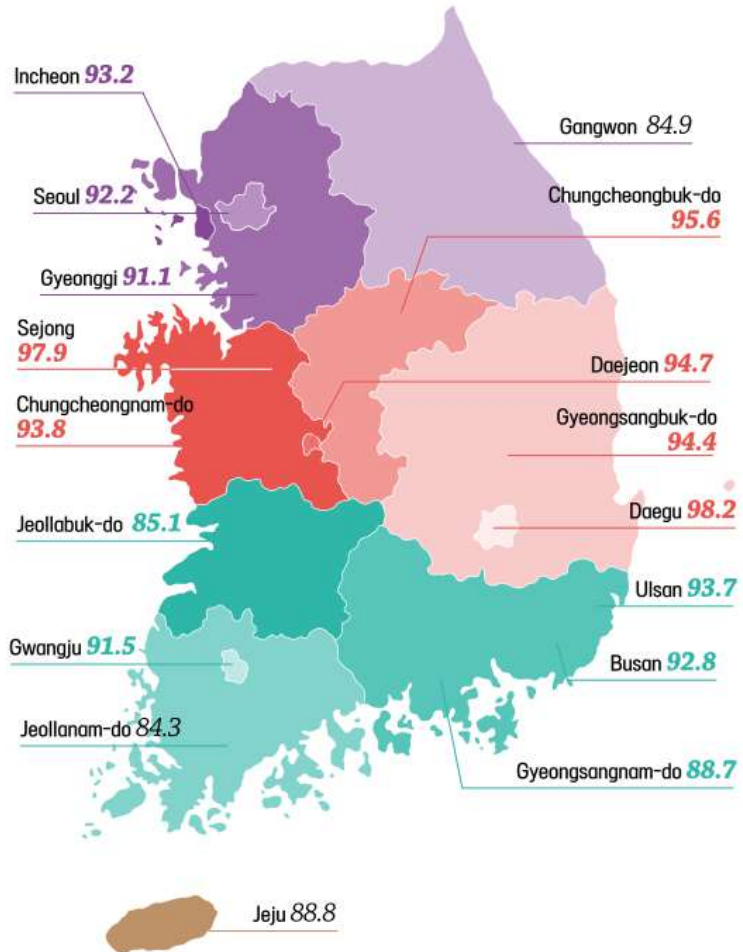 Incheon 93.2
Gangwon 84.9
Seoul 92.2
Chungcheongbuk-do
95.6
Gyeonggi 91.1
Sejong
97.9
Daejeon 94.7
Chungcheongnam-do
93.8
Gyeongsangbuk-do
94.4
Jeollabuk-do 85.1
Daegu 98.2
Ulsan 93.7
Gwangju 91.5
Busan 92.8
Jeollanam-do 84.3
Gyeongsangnam-do 88.7
Jeju 88.8